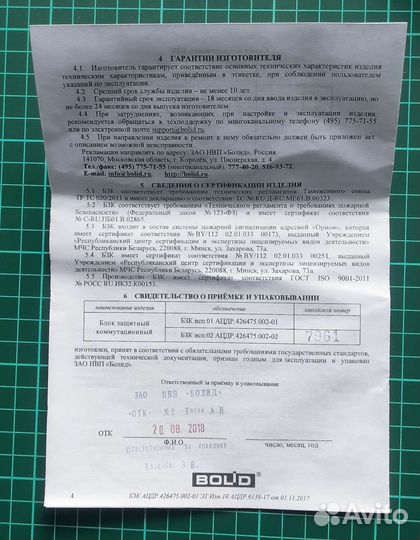 4 ГАРАНТИИ ИЗГОТОВИТЕЛЯ
4.1 Изготовитель гарантирует соответствие основных технических характеристик изделия
техническим характеристикам, приведённым в этикетке, при соблюдении пользователем
указаний по эксплуатации.
4.2 Средний срок службы изделия – не менее 10 лет.
4.3 Гарантийный срок эксплуатации – 18 месяцев со дня ввода изделия в эксплуатацию, но
не более 24 месяцев со дня выпуска изготовителем.
4.4 При затруднениях, возникающих при настройке и эксплуатации изделия,
рекомендуется обращаться в техподдержку по многоканальному телефону (495) 775-71-55
или по электронной почте support@bolid.ru.
4.5 При направлении изделия в ремонт к нему обязательно должен быть приложен акт
с описанием возможной неисправности.
Рекламации направлять по адресу: ЗАО НВП «Болид», Россия,
141070, Московская область, г. Королёв, ул. Пионерская, д. 4.
Тел./факс: (495) 775-71-55 (многоканальный), 777-40-20, 516-93-72.
E-mail: info@bolid.ru, http://bolid.ru.
5 СВЕДЕНИЯ О СЕРТИФИКАЦИИ ИЗДЕЛИЯ
5.1 БЗК соответствует требованиям технических регламентов Таможенного союза
ТР ТС 020/2011 и имеет декларацию о соответствии: ТС № RU Д-RU.МЕ61.В.00323.
5.2 БЗК соответствует требованиям «Технического регламента о требованиях пожарной
безопасности» (Федеральный закон №123-ФЗ) и имеет сертификат соответствия
№ C-RU.ПБ01.В.02865.
5.3 БЗК входит в состав системы пожарной сигнализации адресной «Орион», которая
имеет сертификат соответствия № BY/112 02.01.033 00173, выданный Учреждением
«Республиканский центр сертификации и экспертизы лицензируемых видов деятельности»
МЧС Республики Беларусь, 220088, г. Минск, ул. Захарова, 73а.
5.4 БЗК имеет сертификат соответствия № BY/112 02.01.033 00251, выданный
Учреждением «Республиканский центр сертификации и экспертизы лицензируемых видов
деятельности» МЧС Республики Беларусь, 220088, г. Минск, ул. Захарова, 73а.
5.5 Производство БЗК имеет сертификат соответствия ГОСТ ISO 9001-2011
№ РОСС RU.ИК32.К00153.
6 СВИДЕТЕЛЬСТВО О ПРИЁМКЕ И УПАКОВЫВАНИИ
наименование изделия обозначение заводской номер
Блок защитный
коммутационный
БЗК исп.01 АЦДР.426475.002-01
БЗК исп.02 АЦДР.426475.002-02
7961
изготовлен, принят в соответствии с обязательными требованиями государственных стандартов,
действующей технической документации, признан годным для эксплуатации и упакован
ЗАО НВП «Болид».
Ответственный за приёмку и упаковывание
ЗАО НВП «БОЛИД»
«ОТК» №2 Титов А.Н.
20.08.2018
ОТК
Ф.И.О.
число, месяц, год
Ответственный за упаковку
В.В.
BOLID
4
БЗК АЦДР.426475.002-01 ЭТ Изм.10 АЦДР.6158-17 от 01.11.2017
Avito